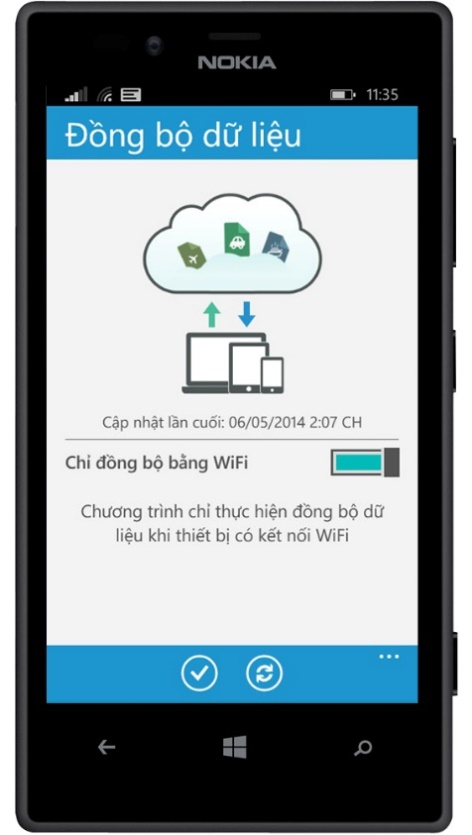 NOKIA
11:35
Đồng bộ dữ liệu
Cập nhật lần cuối: 06/05/2014 2:07 CH
Chỉ đồng bộ bằng WiFi
Chương trình chỉ thực hiện đồng bộ dữ
liệu khi thiết bị có kết nối WiFi